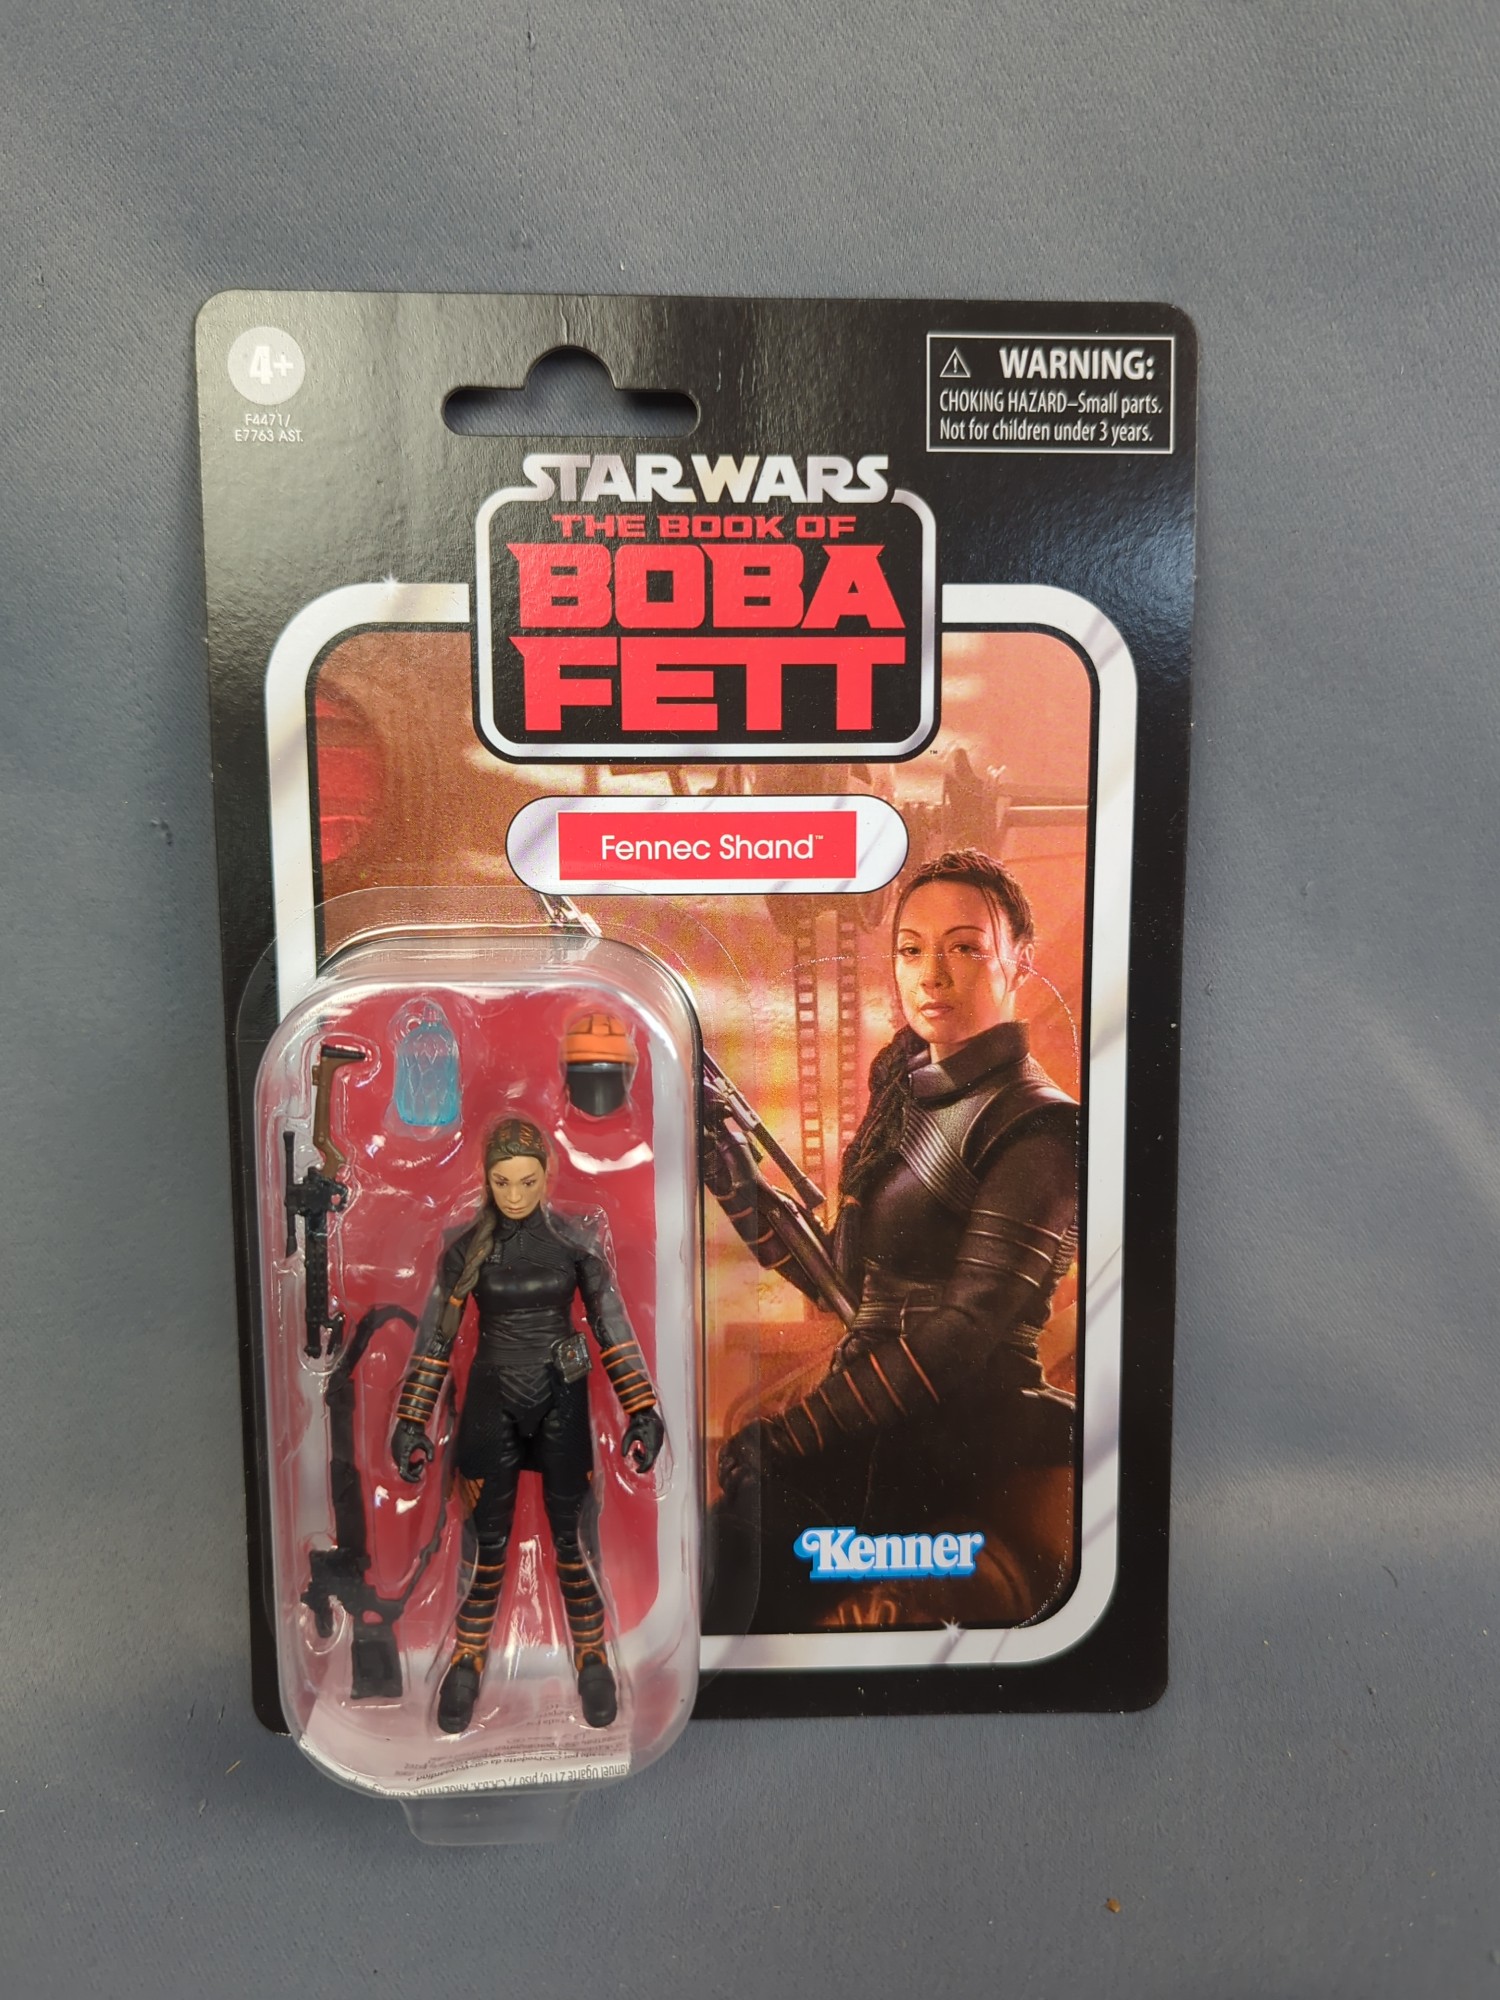 4+
F4471/
E7763 AST.
WARNING:
CHOKING HAZARD–Small parts.
Not for children under 3 years.
STAR WARS
THE BOOK OF
BOBA
FETT
™
Fennec Shand™
Kenner